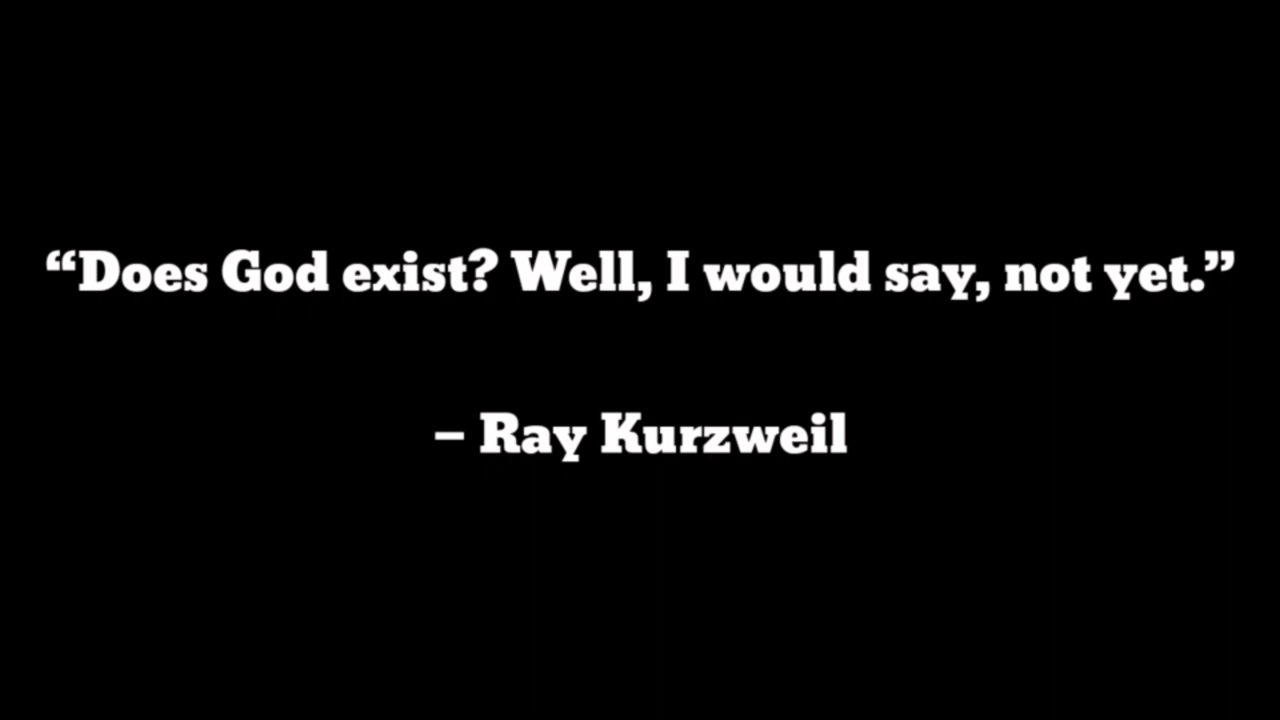 “Does God exist? Well, I would say, not yet.”
– Ray Kurzweil